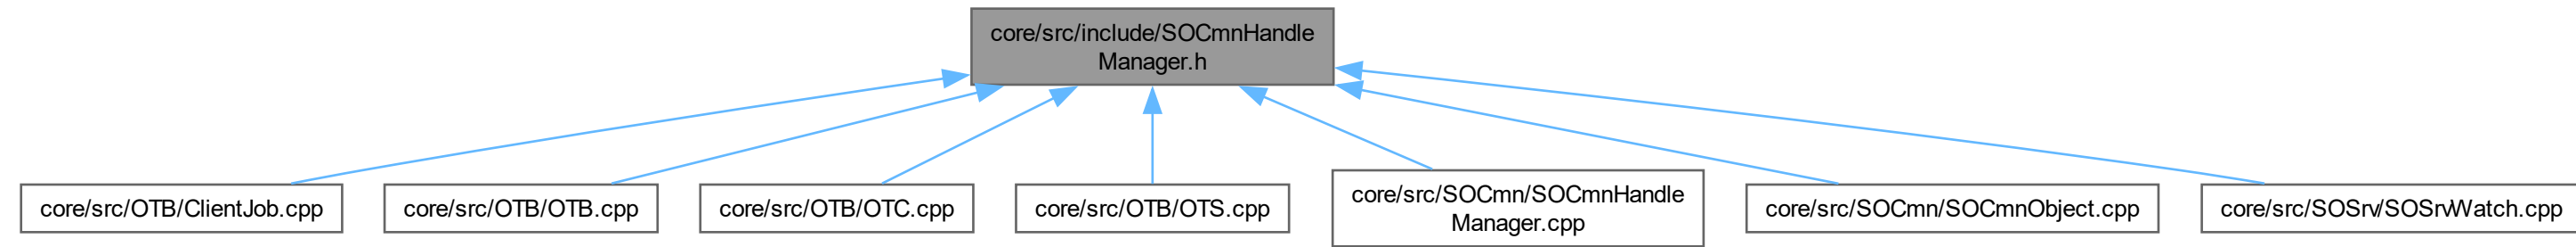 core/src/include/SOCmnHandle
Manager.h
core/src/OTB/ClientJob.cpp
core/src/OTB/OTB.cpp
core/src/OTB/OTC.cpp
core/src/OTB/OTS.cpp
core/src/SOCmn/SOCmnHandle
Manager.cpp
core/src/SOCmn/SOCmnObject.cpp
core/src/SOSrv/SOSrvWatch.cpp